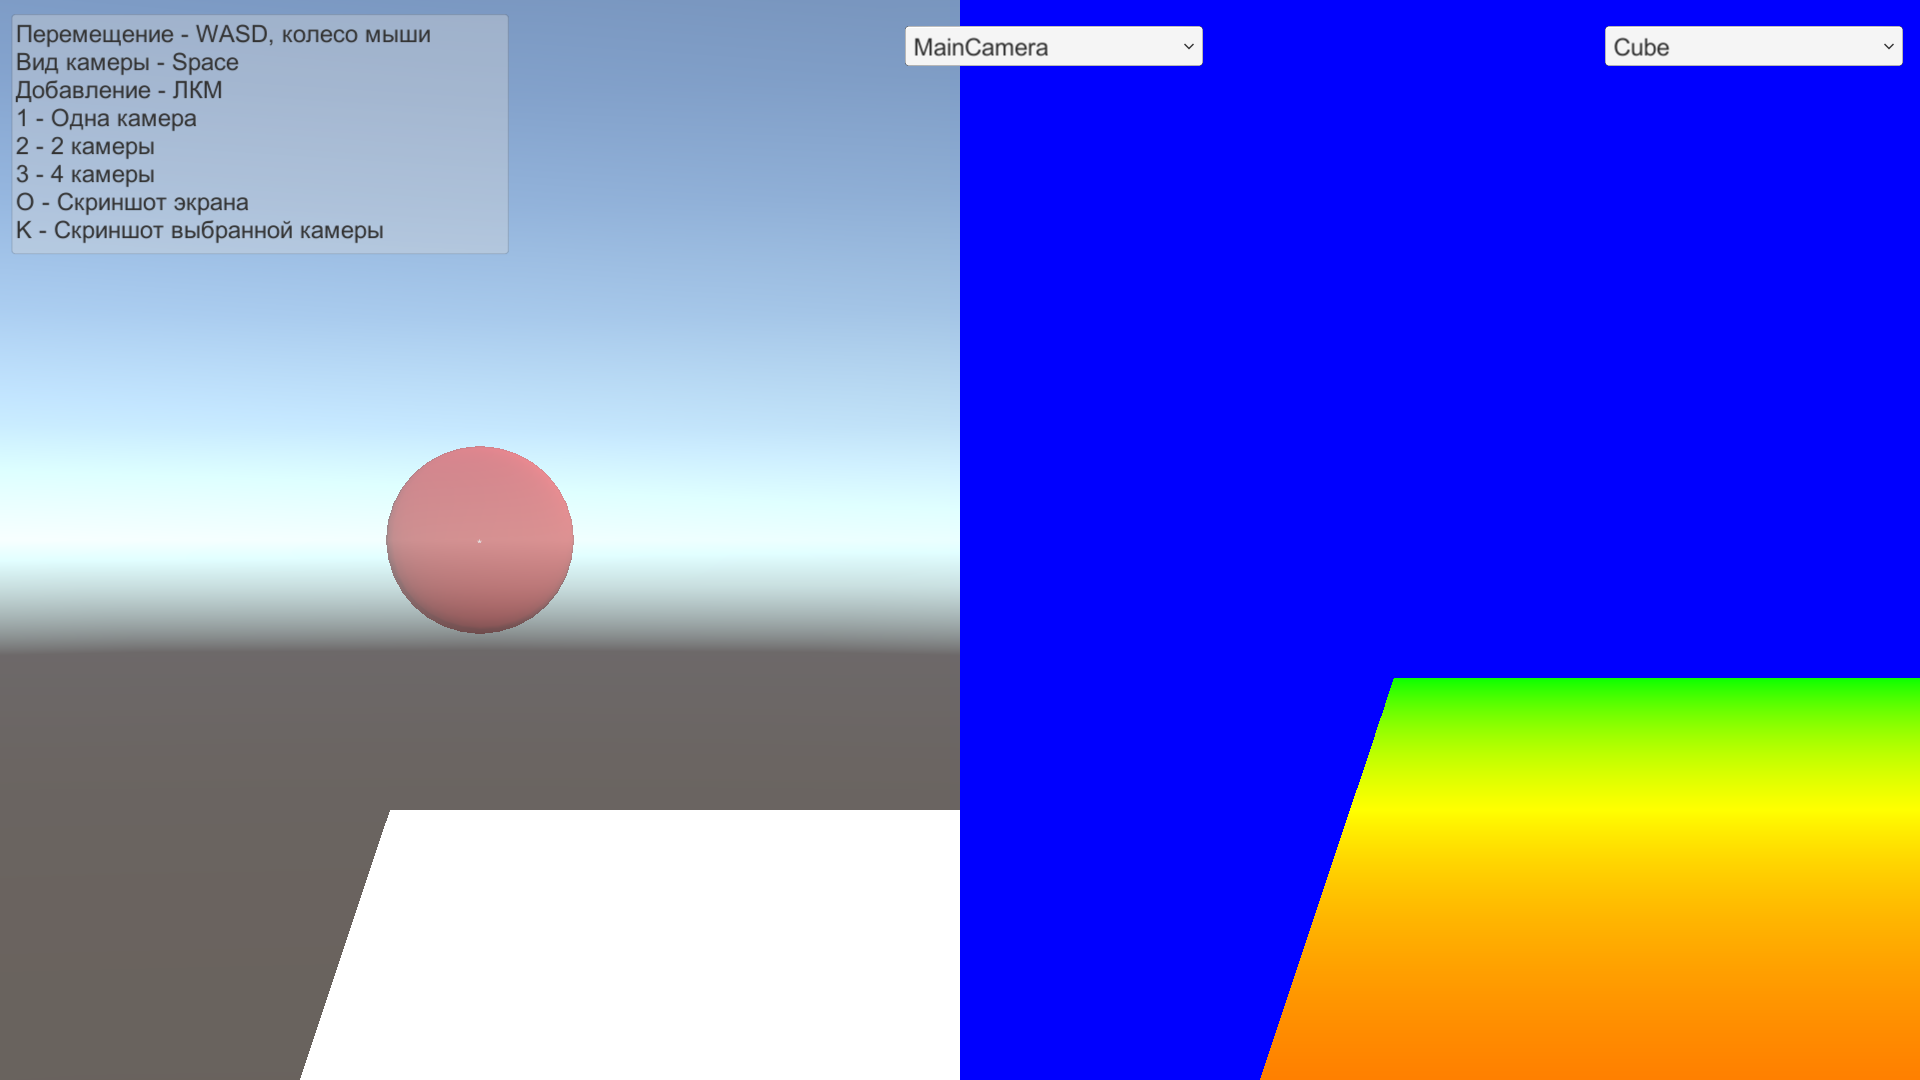 Перемещение - WASD, колесо мыши
Вид камеры - Space
Добавление - ЛКМ
1 - Одна камера
2 - 2 камеры
3 - 4 камеры
O - Скриншот экрана
K - Скриншот выбранной камеры
MainCamera
Cube